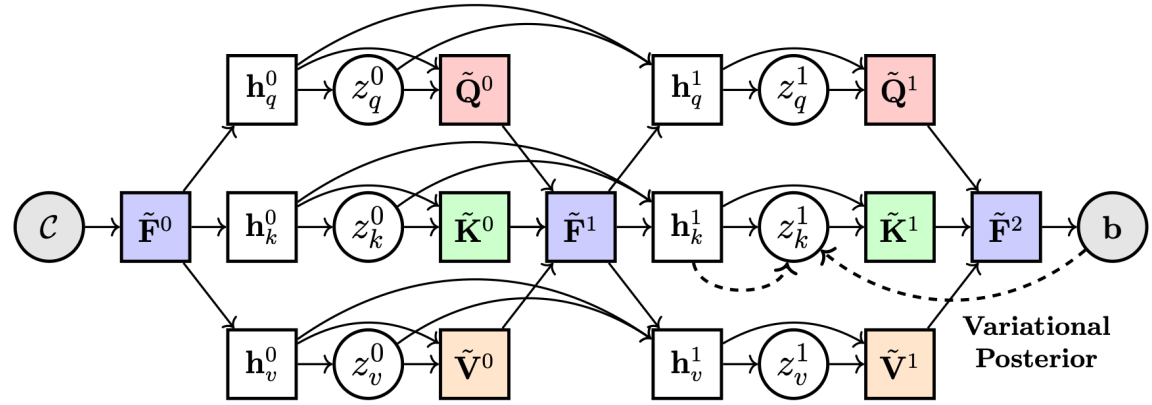 h⁰_q z⁰_q Q̃⁰ h¹_q z¹_q Q̃¹
𝒞 F̃⁰ h⁰_k z⁰_k K̃⁰ F̃¹ h¹_k z¹_k K̃¹ F̃² b
h⁰_v z⁰_v Ṽ⁰ h¹_v z¹_v Ṽ¹
Variational
Posterior